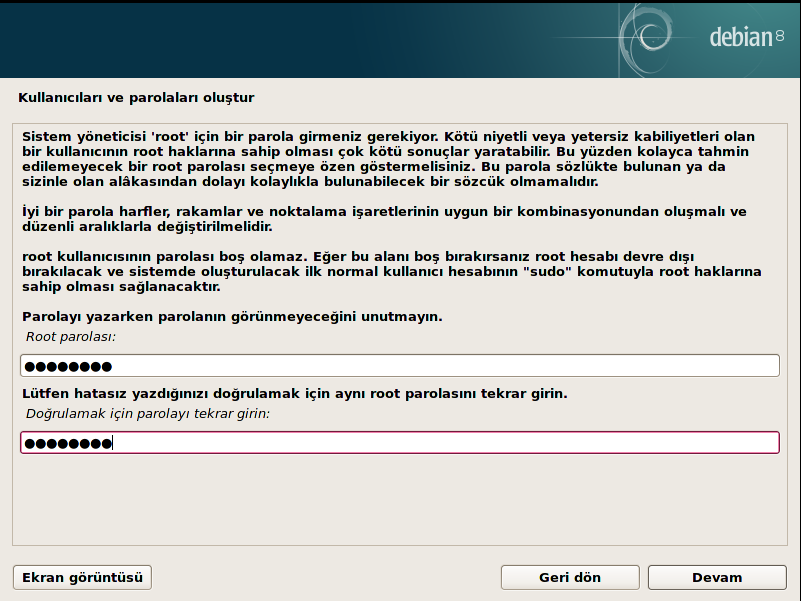 debian 8
Kullanıcıları ve parolaları oluştur
Sistem yöneticisi 'root' için bir parola girmeniz gerekiyor. Kötü niyetli veya yetersiz kabiliyetleri olan
bir kullanıcının root haklarına sahip olması çok kötü sonuçlar yaratabilir. Bu yüzden kolayca tahmin
edilemeyecek bir root parolası seçmeye özen göstermelisiniz. Bu parola sözlükte bulunan ya da
sizinle olan alâkasından dolayı kolaylıkla bulunabilecek bir sözcük olmamalıdır.
İyi bir parola harfler, rakamlar ve noktalama işaretlerinin uygun bir kombinasyonundan oluşmalı ve
düzenli aralıklarla değiştirilmelidir.
root kullanıcısının parolası boş olamaz. Eğer bu alanı boş bırakırsanız root hesabı devre dışı
bırakılacak ve sistemde oluşturulacak ilk normal kullanıcı hesabının "sudo" komutuyla root haklarına
sahip olması sağlanacaktır.
Parolayı yazarken parolanın görünmeyeceğini unutmayın.
Root parolası:
●●●●●●●●
Lütfen hatasız yazdığınızı doğrulamak için aynı root parolasını tekrar girin.
Doğrulamak için parolayı tekrar girin:
●●●●●●●●
Ekran görüntüsü
Geri dön
Devam